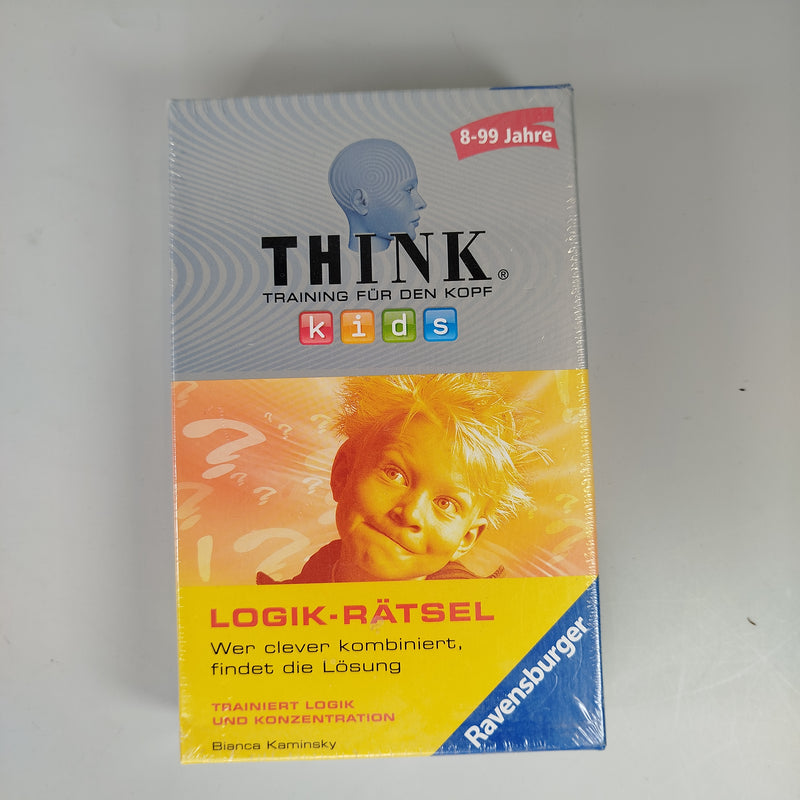 8-99 Jahre
THINK®
TRAINING FÜR DEN KOPF
kids
LOGIK-RÄTSEL
Wer clever kombiniert,
findet die Lösung
TRAINIERT LOGIK
UND KONZENTRATION
Bianca Kaminsky
Ravensburger